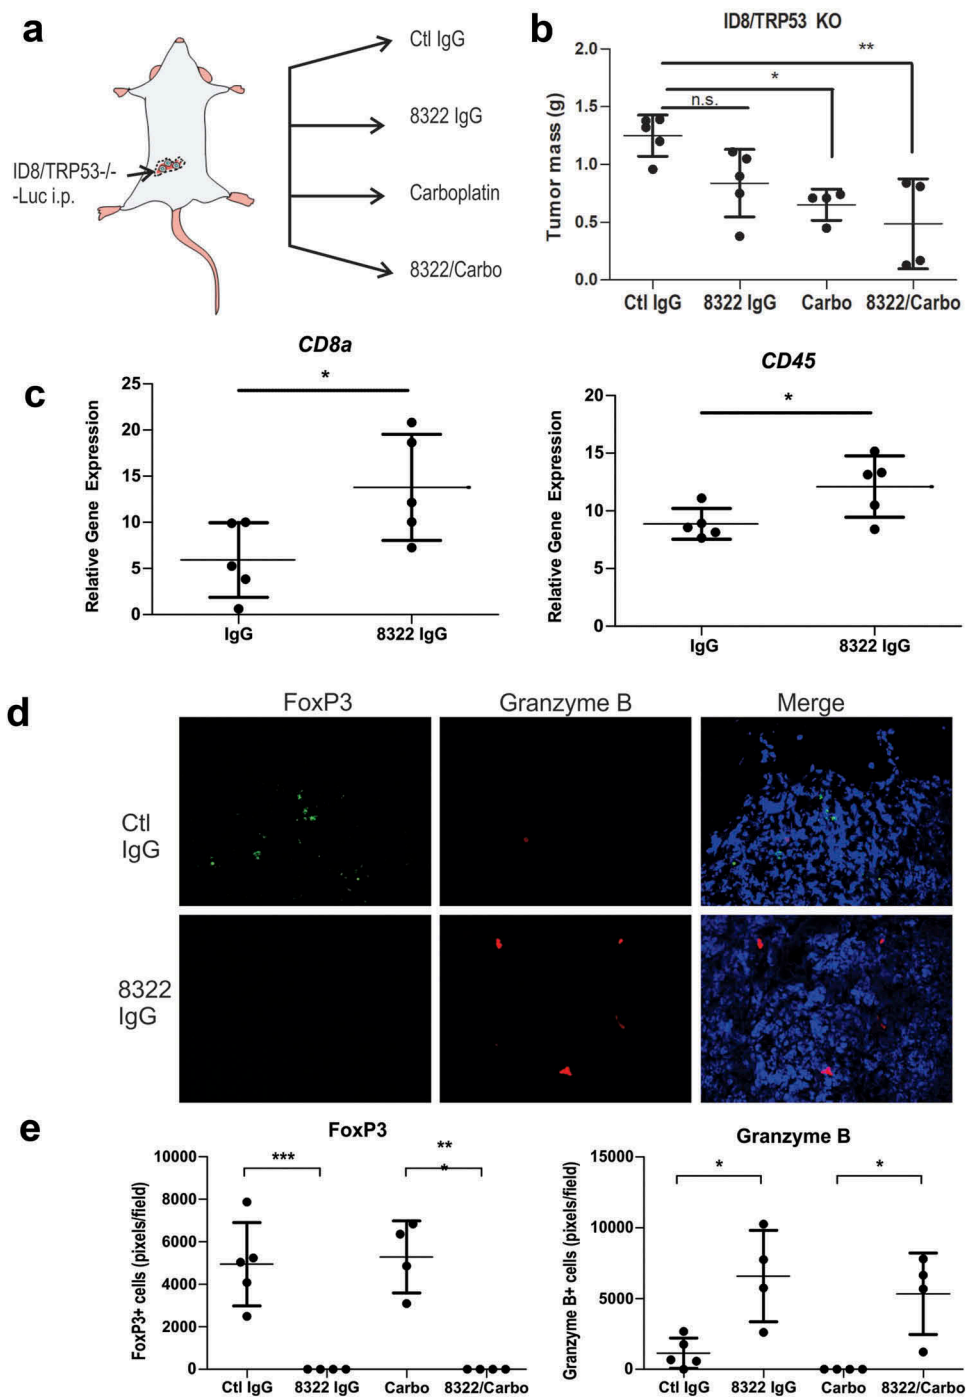 a
ID8/TRP53-/-
-Luc i.p.
Ctl IgG
8322 IgG
Carboplatin
8322/Carbo
b
ID8/TRP53 KO
Tumor mass (g)
2.0
1.5
1.0
0.5
0.0
**
*
n.s.
Ctl IgG
8322 IgG
Carbo
8322/Carbo
c
CD8a
Relative Gene Expression
25
20
15
10
5
0
*
IgG
8322 IgG
CD45
Relative Gene Expression
20
15
10
5
0
*
IgG
8322 IgG
d
FoxP3
Granzyme B
Merge
Ctl
IgG
8322
IgG
e
FoxP3
FoxP3+ cells (pixels/field)
10000
8000
6000
4000
2000
0
***
**
*
Ctl IgG
8322 IgG
Carbo
8322/Carbo
Granzyme B
Granzyme B+ cells (pixels/field)
15000
10000
5000
0
*
*
Ctl IgG
8322 IgG
Carbo
8322/Carbo